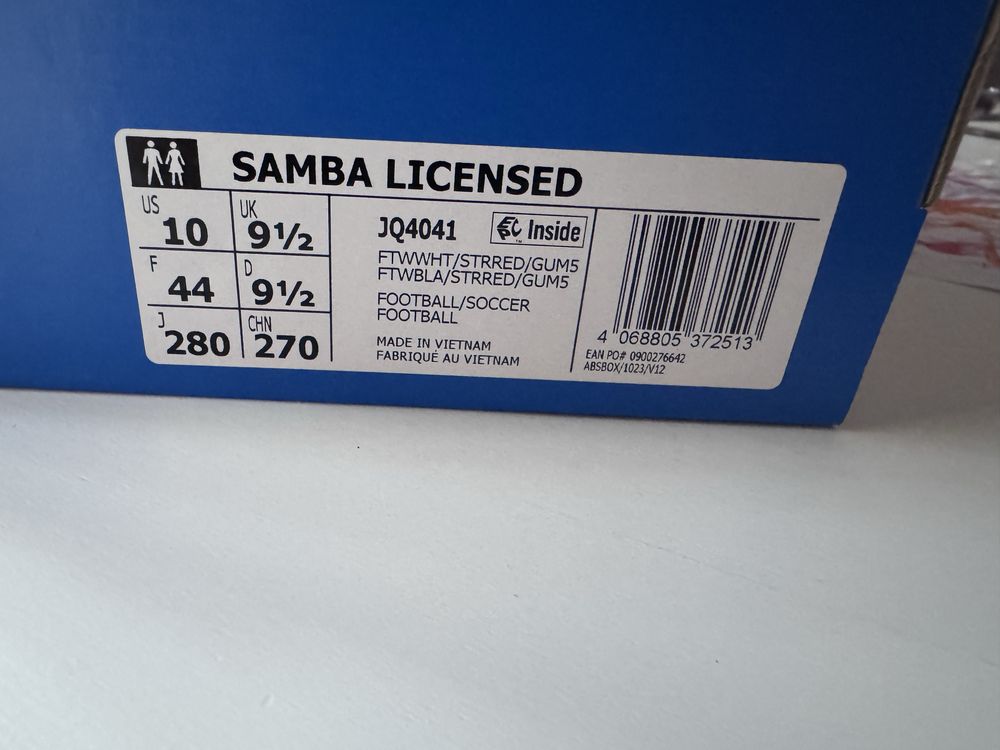 SAMBA LICENSED
US 10 UK 9½
F 44 D 9½
J 280 CHN 270
JQ4041 Inside
FTWWHT/STRRED/GUM5
FTWBLA/STRRED/GUM5
FOOTBALL/SOCCER
FOOTBALL
MADE IN VIETNAM
FABRIQUÉ AU VIETNAM
4 068805 372513
EAN PO# 0900276642
ABSBOX/1023/V12